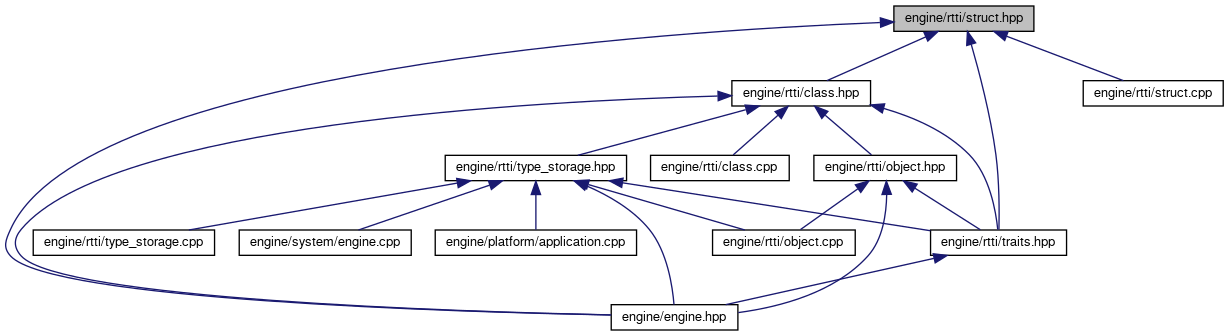 engine/rtti/struct.hpp
engine/rtti/class.hpp
engine/rtti/struct.cpp
engine/rtti/type_storage.hpp
engine/rtti/class.cpp
engine/rtti/object.hpp
engine/rtti/type_storage.cpp
engine/system/engine.cpp
engine/platform/application.cpp
engine/rtti/object.cpp
engine/rtti/traits.hpp
engine/engine.hpp